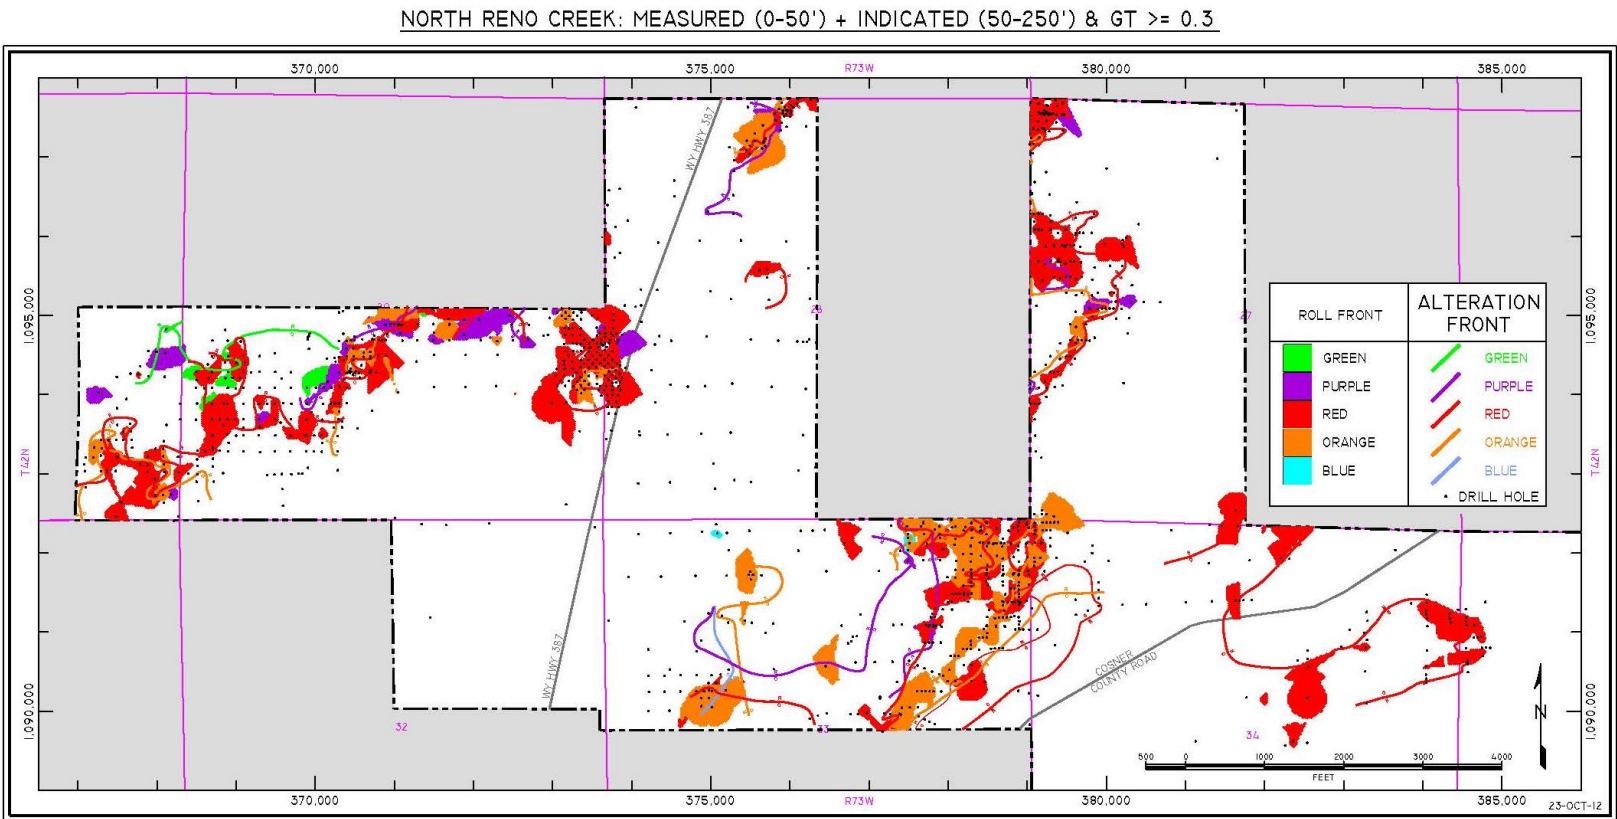 NORTH RENO CREEK: MEASURED (0-50') + INDICATED (50-250') & GT >= 0.3
370,000 375,000 R73W 380,000 385,000
WY HWY 387
1,095,000
29 28 27
1,095,000
ROLL FRONT
ALTERATION
FRONT
GREEN GREEN
PURPLE PURPLE
RED RED
ORANGE ORANGE
BLUE BLUE
DRILL HOLE
T42N
T42N
WY HWY 387
COSNER
COUNTY ROAD
1,090,000
1,090,000
N
32 33 34
500 0 1000 2000 3000 4000
FEET
370,000 375,000 R73W 380,000 385,000
23-OCT-12